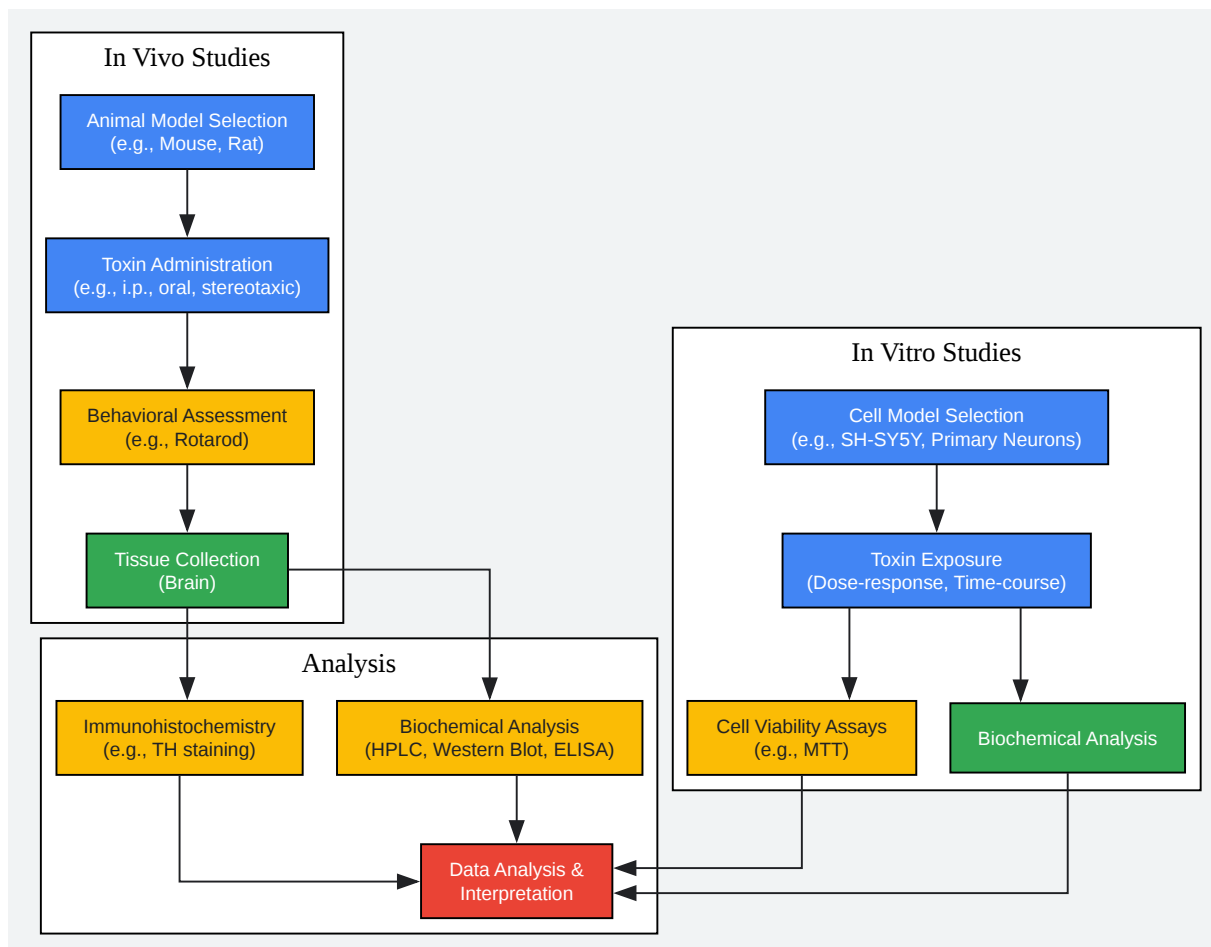 In Vivo Studies
Animal Model Selection
(e.g., Mouse, Rat)
Toxin Administration
(e.g., i.p., oral, stereotaxic)
Behavioral Assessment
(e.g., Rotarod)
Tissue Collection
(Brain)
In Vitro Studies
Cell Model Selection
(e.g., SH-SY5Y, Primary Neurons)
Toxin Exposure
(Dose-response, Time-course)
Cell Viability Assays
(e.g., MTT)
Biochemical Analysis
Analysis
Immunohistochemistry
(e.g., TH staining)
Biochemical Analysis
(HPLC, Western Blot, ELISA)
Data Analysis &
Interpretation